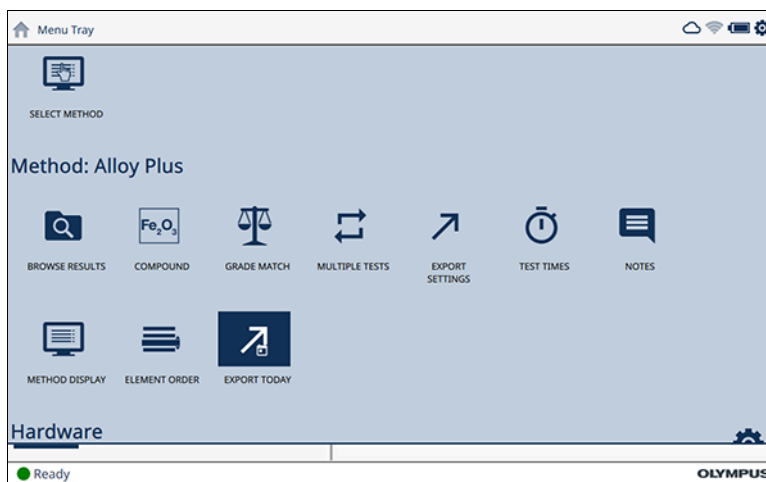 Menu Tray
SELECT METHOD
Method: Alloy Plus
Fe₂O₃
BROWSE RESULTS
COMPOUND
GRADE MATCH
MULTIPLE TESTS
EXPORT
SETTINGS
TEST TIMES
NOTES
METHOD DISPLAY
ELEMENT ORDER
EXPORT TODAY
Hardware
Ready
OLYMPUS